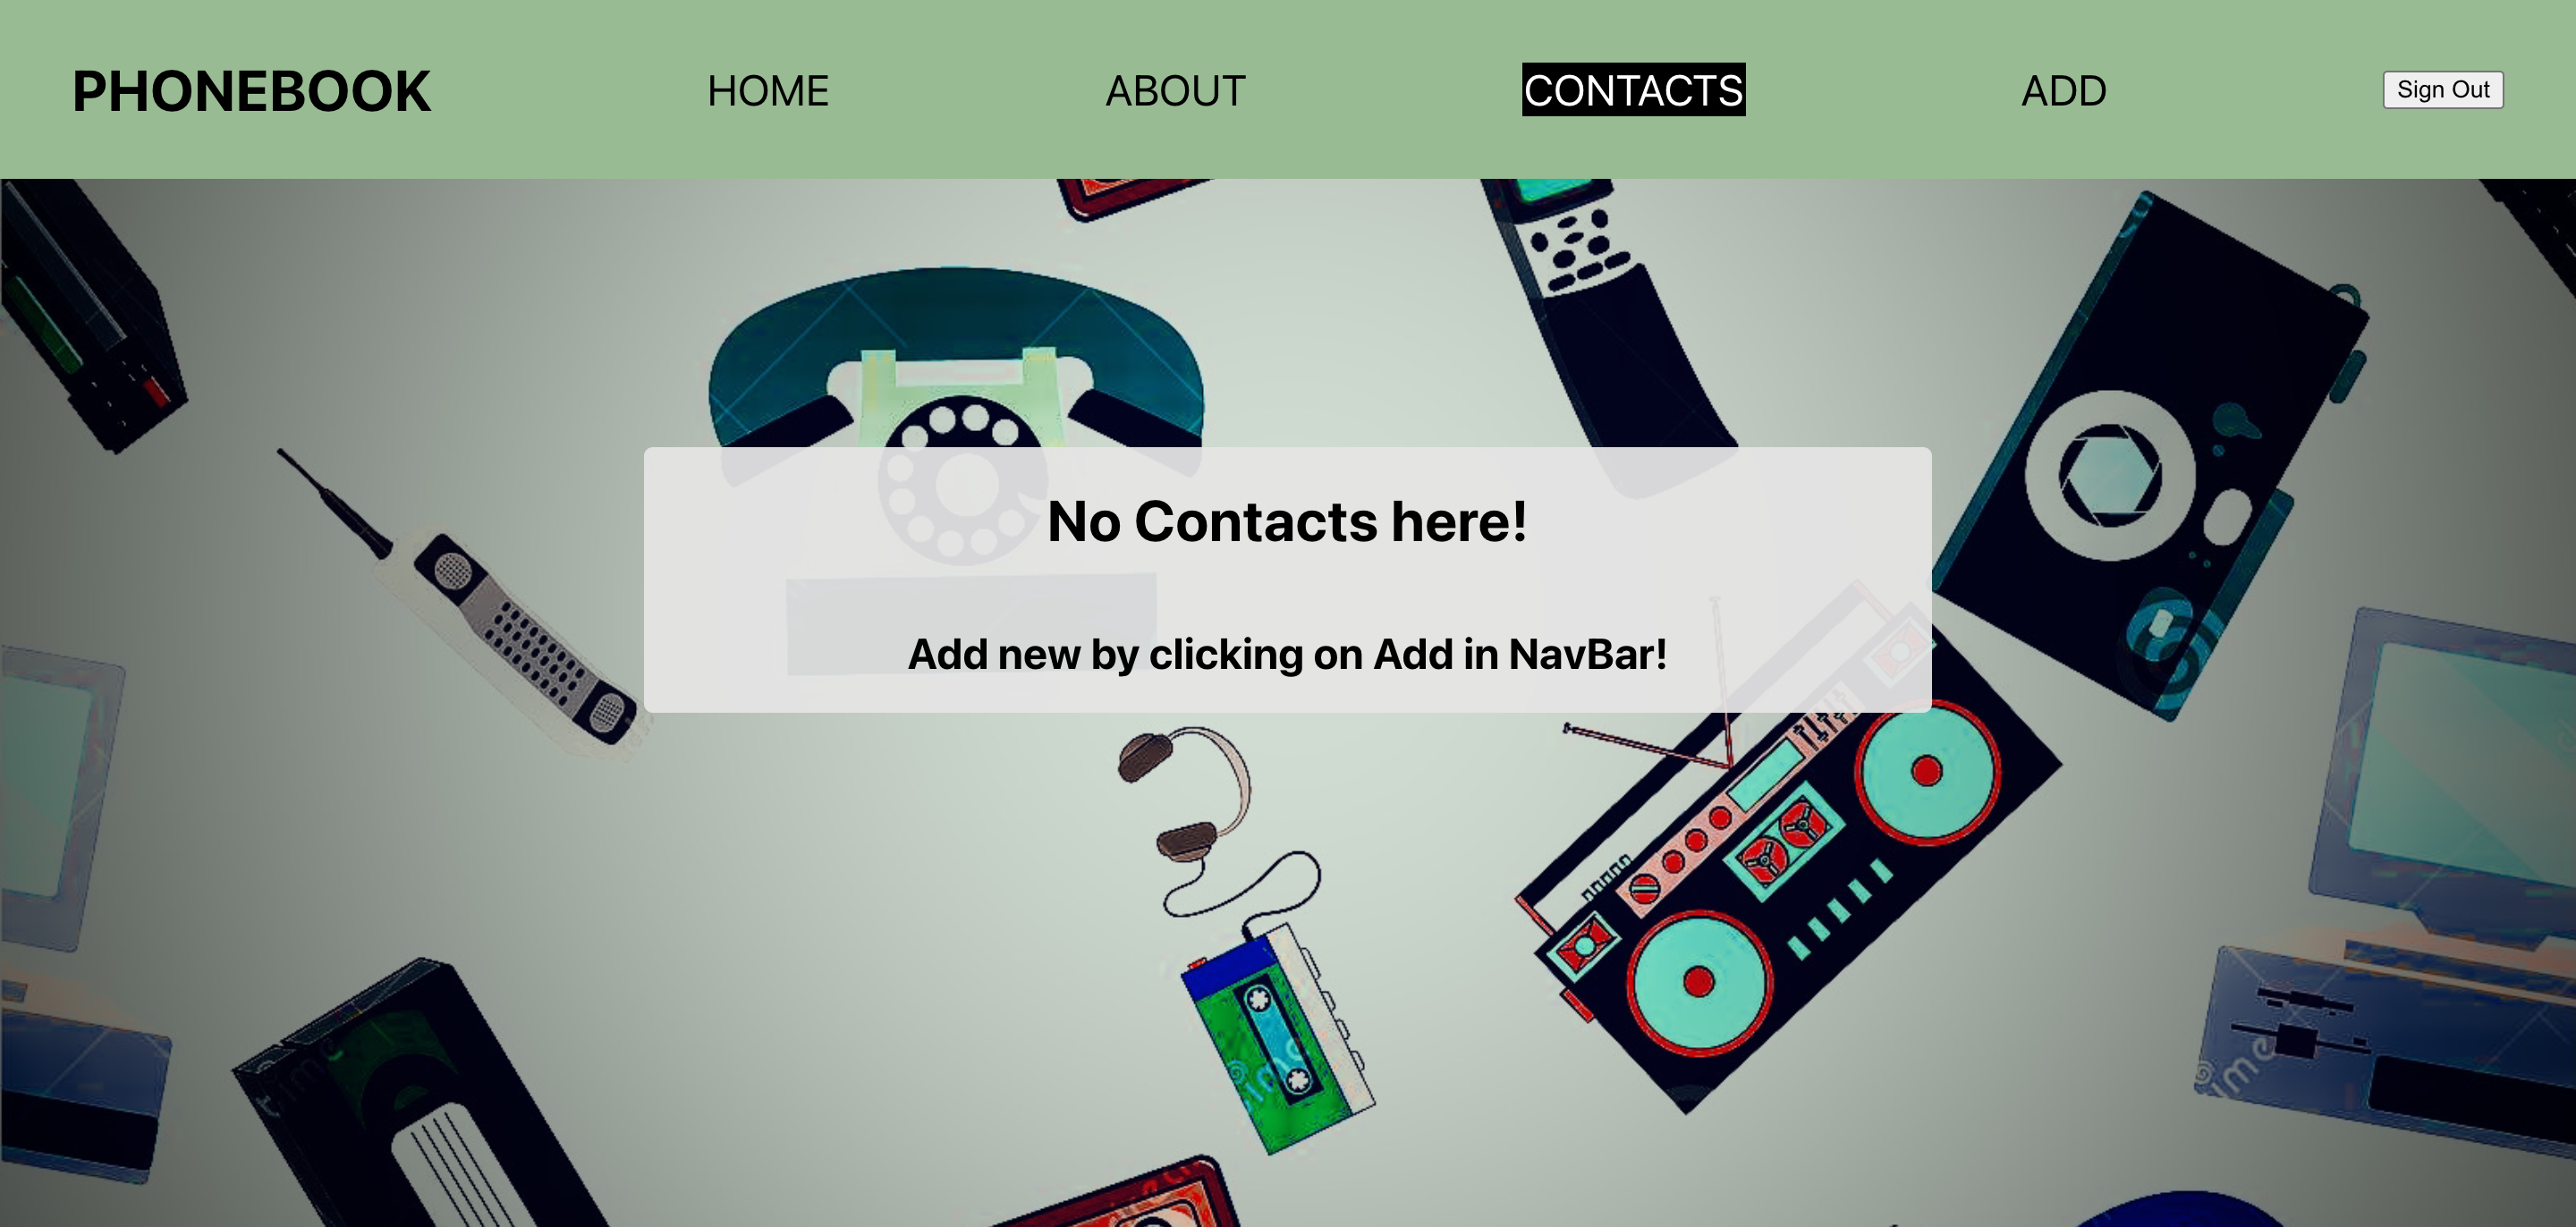 PHONEBOOK HOME ABOUT CONTACTS ADD Sign Out
No Contacts here!
Add new by clicking on Add in NavBar!